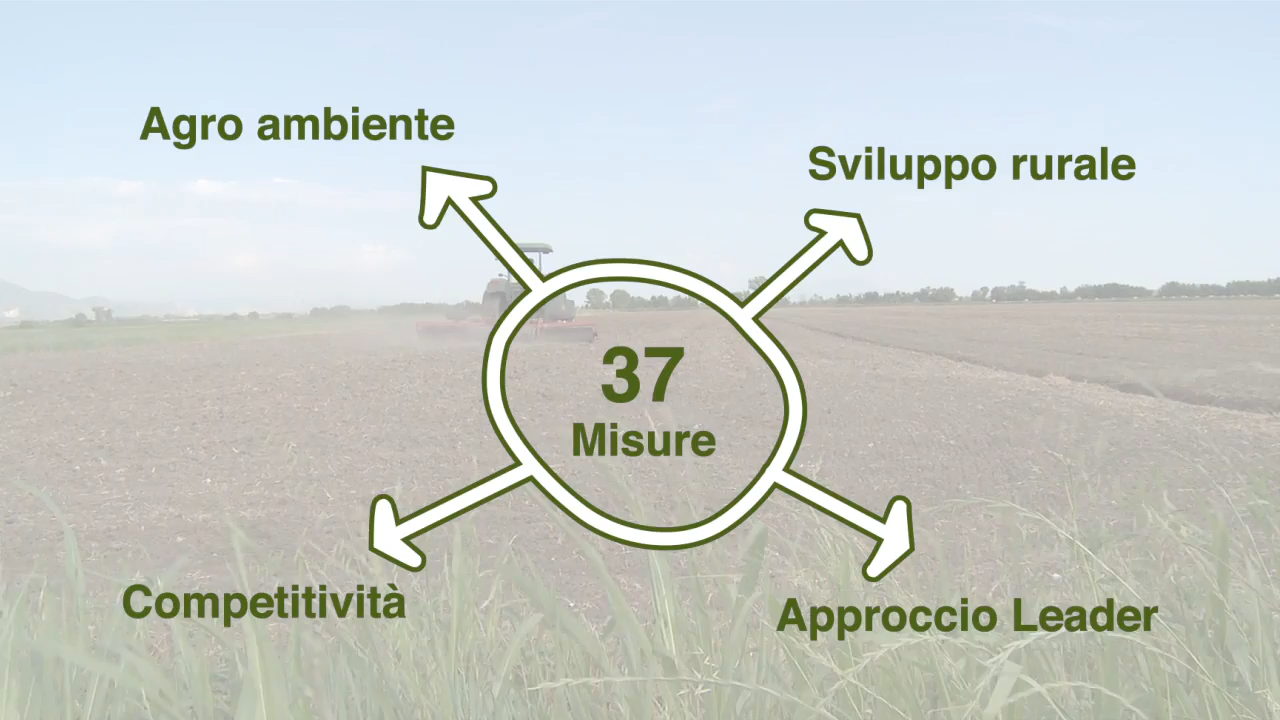 Agro ambiente
Sviluppo rurale
37
Misure
Competitività
Approccio Leader